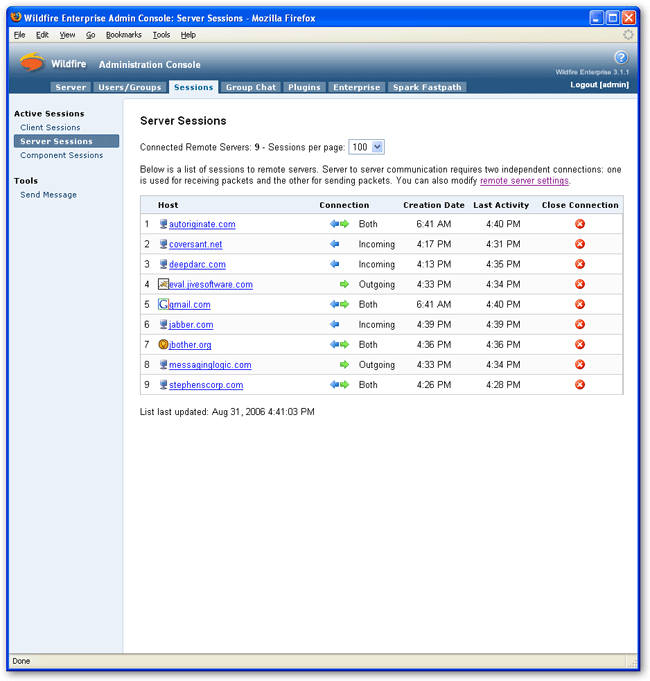 Wildfire Enterprise Admin Console: Server Sessions - Mozilla Firefox
File Edit View Go Bookmarks Tools Help
Wildfire Administration Console
Wildfire Enterprise 3.1.1
Server Users/Groups Sessions Group Chat Plugins Enterprise Spark Fastpath Logout [admin]
Active Sessions
Client Sessions
Server Sessions
Component Sessions
Tools
Send Message
Server Sessions
Connected Remote Servers: 9 - Sessions per page: 100
Below is a list of sessions to remote servers. Server to server communication requires two independent connections: one
is used for receiving packets and the other for sending packets. You can also modify remote server settings.
Host Connection Creation Date Last Activity Close Connection
1 autoriginate.com Both 6:41 AM 4:40 PM
2 coversant.net Incoming 4:17 PM 4:31 PM
3 deepdarc.com Incoming 4:13 PM 4:35 PM
4 eval.jivesoftware.com Outgoing 4:33 PM 4:34 PM
5 gmail.com Both 6:41 AM 4:40 PM
6 jabber.com Incoming 4:39 PM 4:39 PM
7 jbother.org Both 4:36 PM 4:36 PM
8 messaginglogic.com Outgoing 4:33 PM 4:34 PM
9 stephenscorp.com Both 4:26 PM 4:28 PM
List last updated: Aug 31, 2006 4:41:03 PM
Done